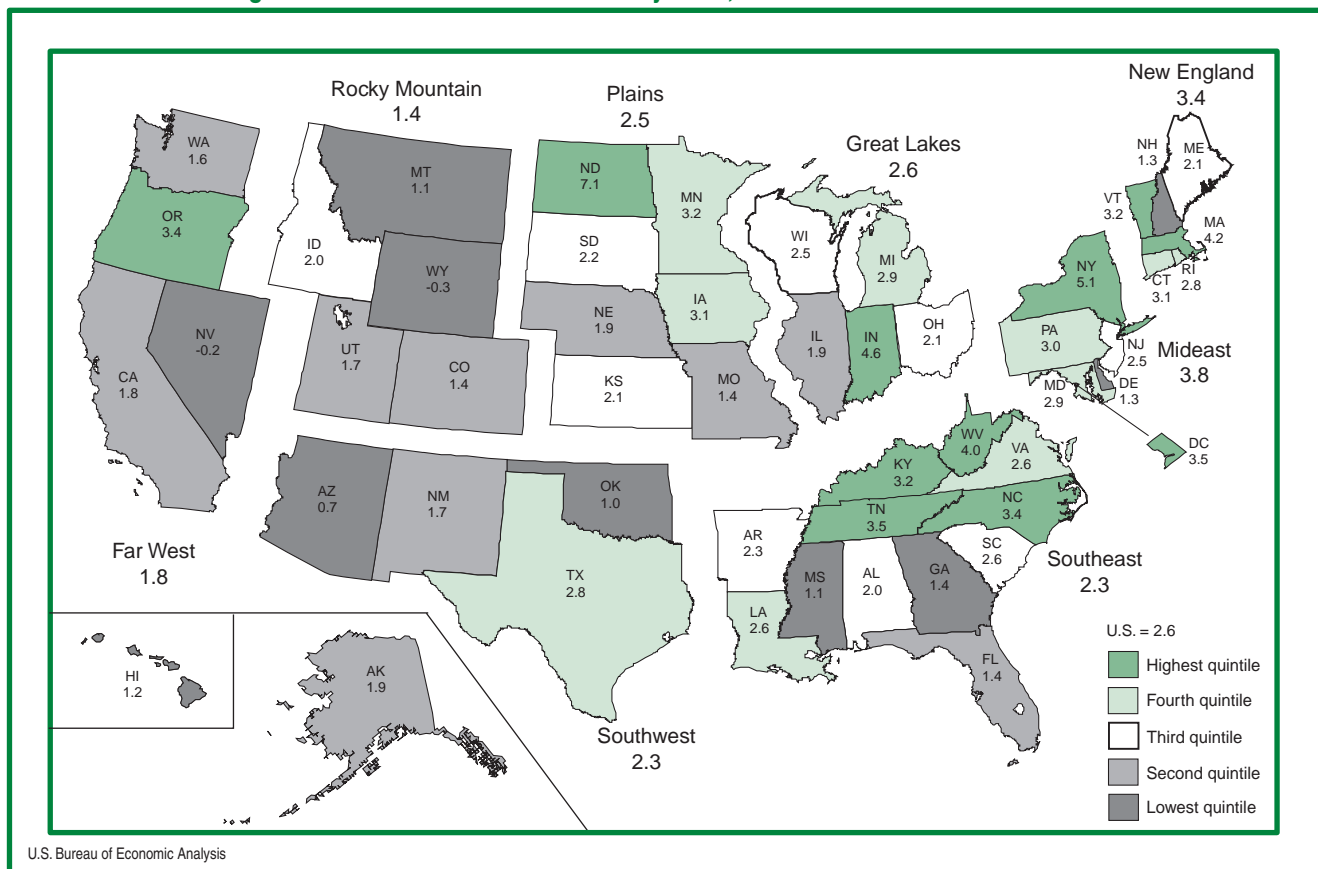 Rocky Mountain
1.4
Plains
2.5
Great Lakes
2.6
New England
3.4
WA
1.6
OR
3.4
CA
1.8
NV
-0.2
ID
2.0
MT
1.1
WY
-0.3
UT
1.7
CO
1.4
ND
7.1
SD
2.2
NE
1.9
KS
2.1
MN
3.2
IA
3.1
MO
1.4
WI
2.5
IL
1.9
MI
2.9
IN
4.6
OH
2.1
NH
1.3
ME
2.1
VT
3.2
MA
4.2
RI
2.8
CT
3.1
NY
5.1
PA
3.0
NJ
2.5
Mideast
3.8
MD
2.9
DE
1.3
DC
3.5
AZ
0.7
NM
1.7
OK
1.0
TX
2.8
Far West
1.8
Southwest
2.3
WV
4.0
VA
2.6
KY
3.2
TN
3.5
NC
3.4
AR
2.3
SC
2.6
Southeast
2.3
MS
1.1
AL
2.0
GA
1.4
LA
2.6
FL
1.4
HI
1.2
AK
1.9
U.S. = 2.6
Highest quintile
Fourth quintile
Third quintile
Second quintile
Lowest quintile
U.S. Bureau of Economic Analysis